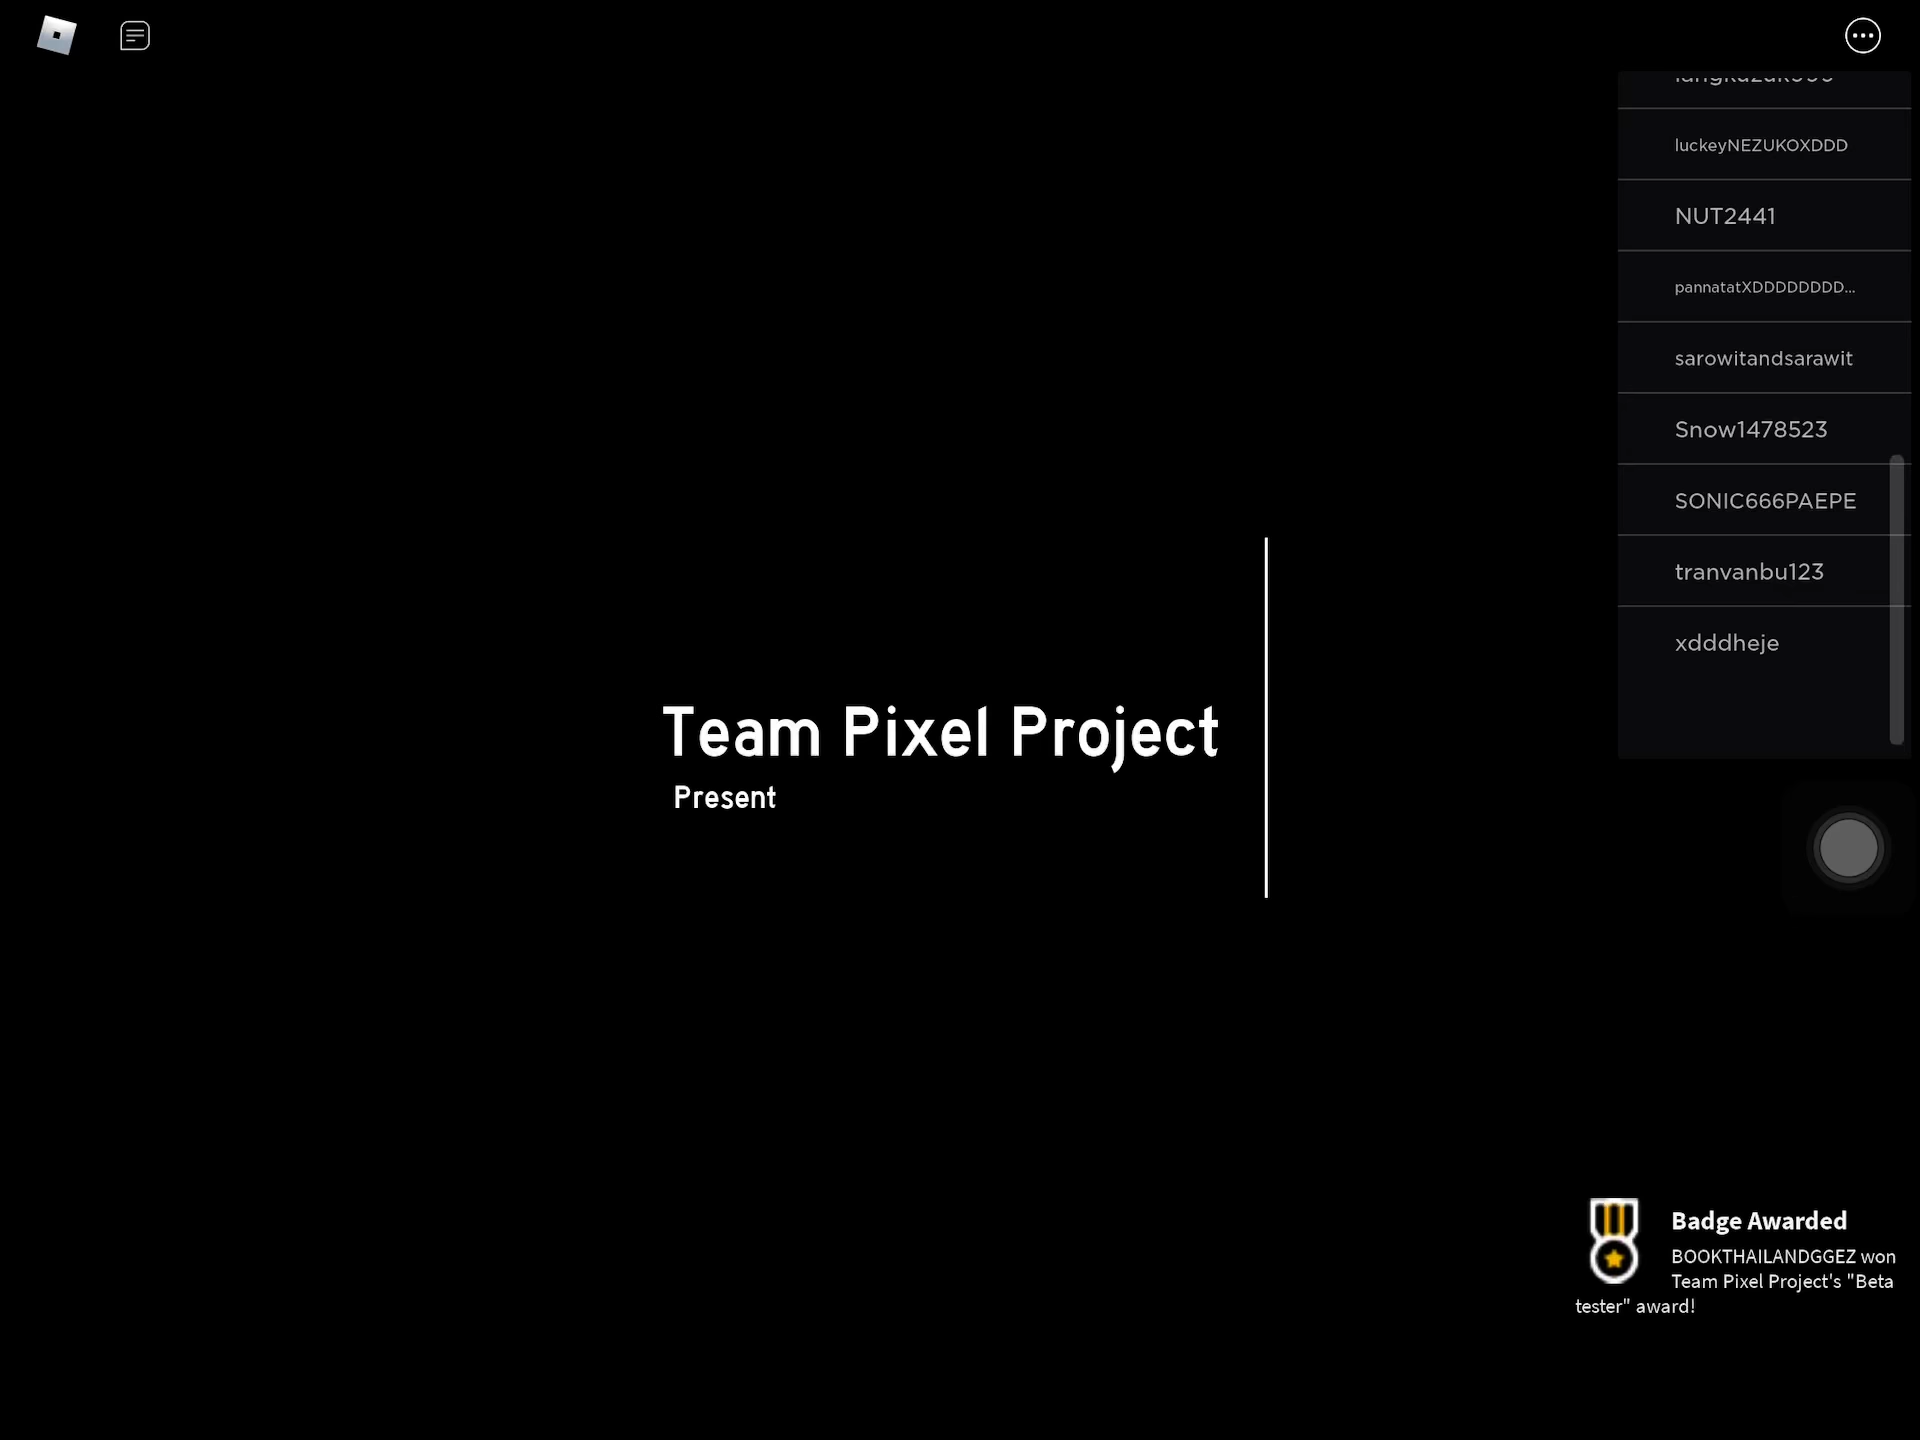 luckeyNEZUKOXDDD
NUT2441
pannatatXDDDDDDDD...
sarowitandsarawit
Snow1478523
SONIC666PAEPE
tranvanbu123
xdddheje
Team Pixel Project
Present
Badge Awarded
BOOKTHAILANDGGEZ won
Team Pixel Project's "Beta
tester" award!